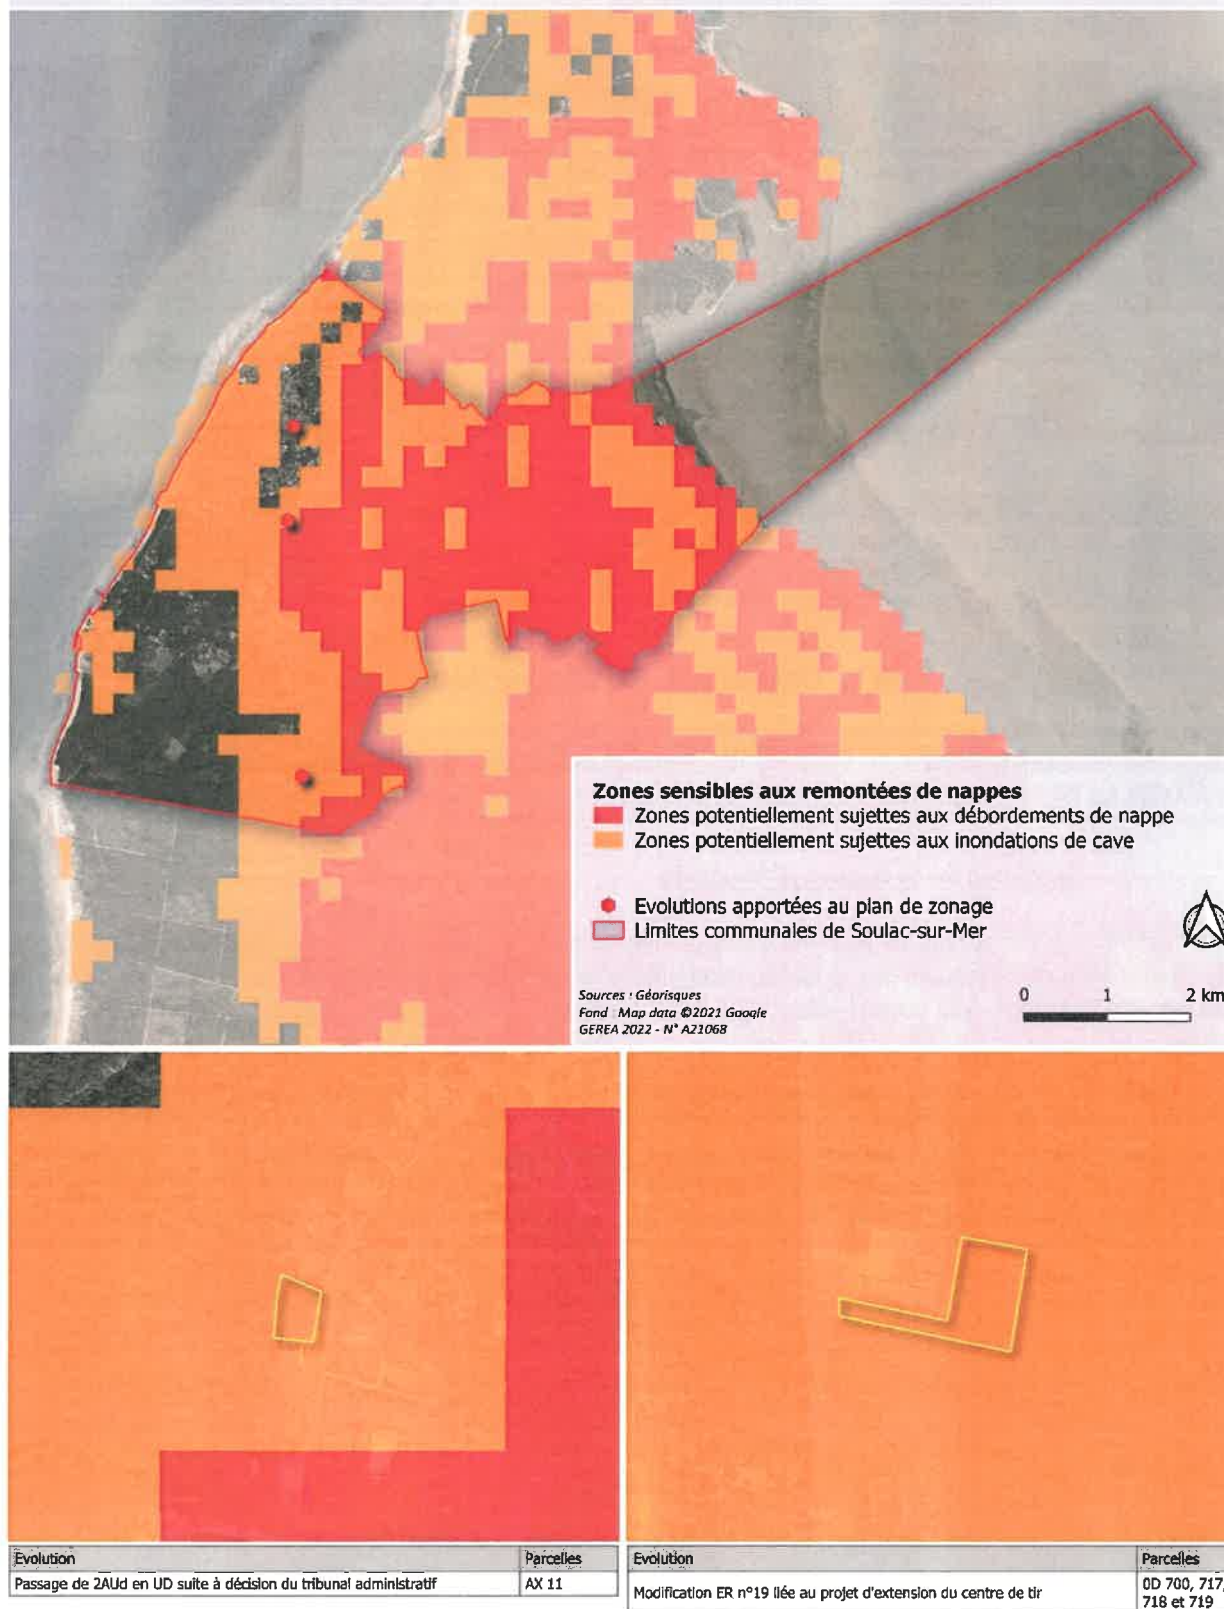 Zones sensibles aux remontées de nappes
Zones potentiellement sujettes aux débordements de nappe
Zones potentiellement sujettes aux inondations de cave
Evolutions apportées au plan de zonage
Limites communales de Soulac-sur-Mer
Sources : Géorisques
Fond : Map data ©2021 Google
GEREA 2022 - N° A21068
0 1 2 km
Evolution Parcelles
Passage de 2AUd en UD suite à décision du tribunal administratif AX 11
Evolution Parcelles
Modification ER n°19 liée au projet d'extension du centre de tir 0D 700, 717,
718 et 719